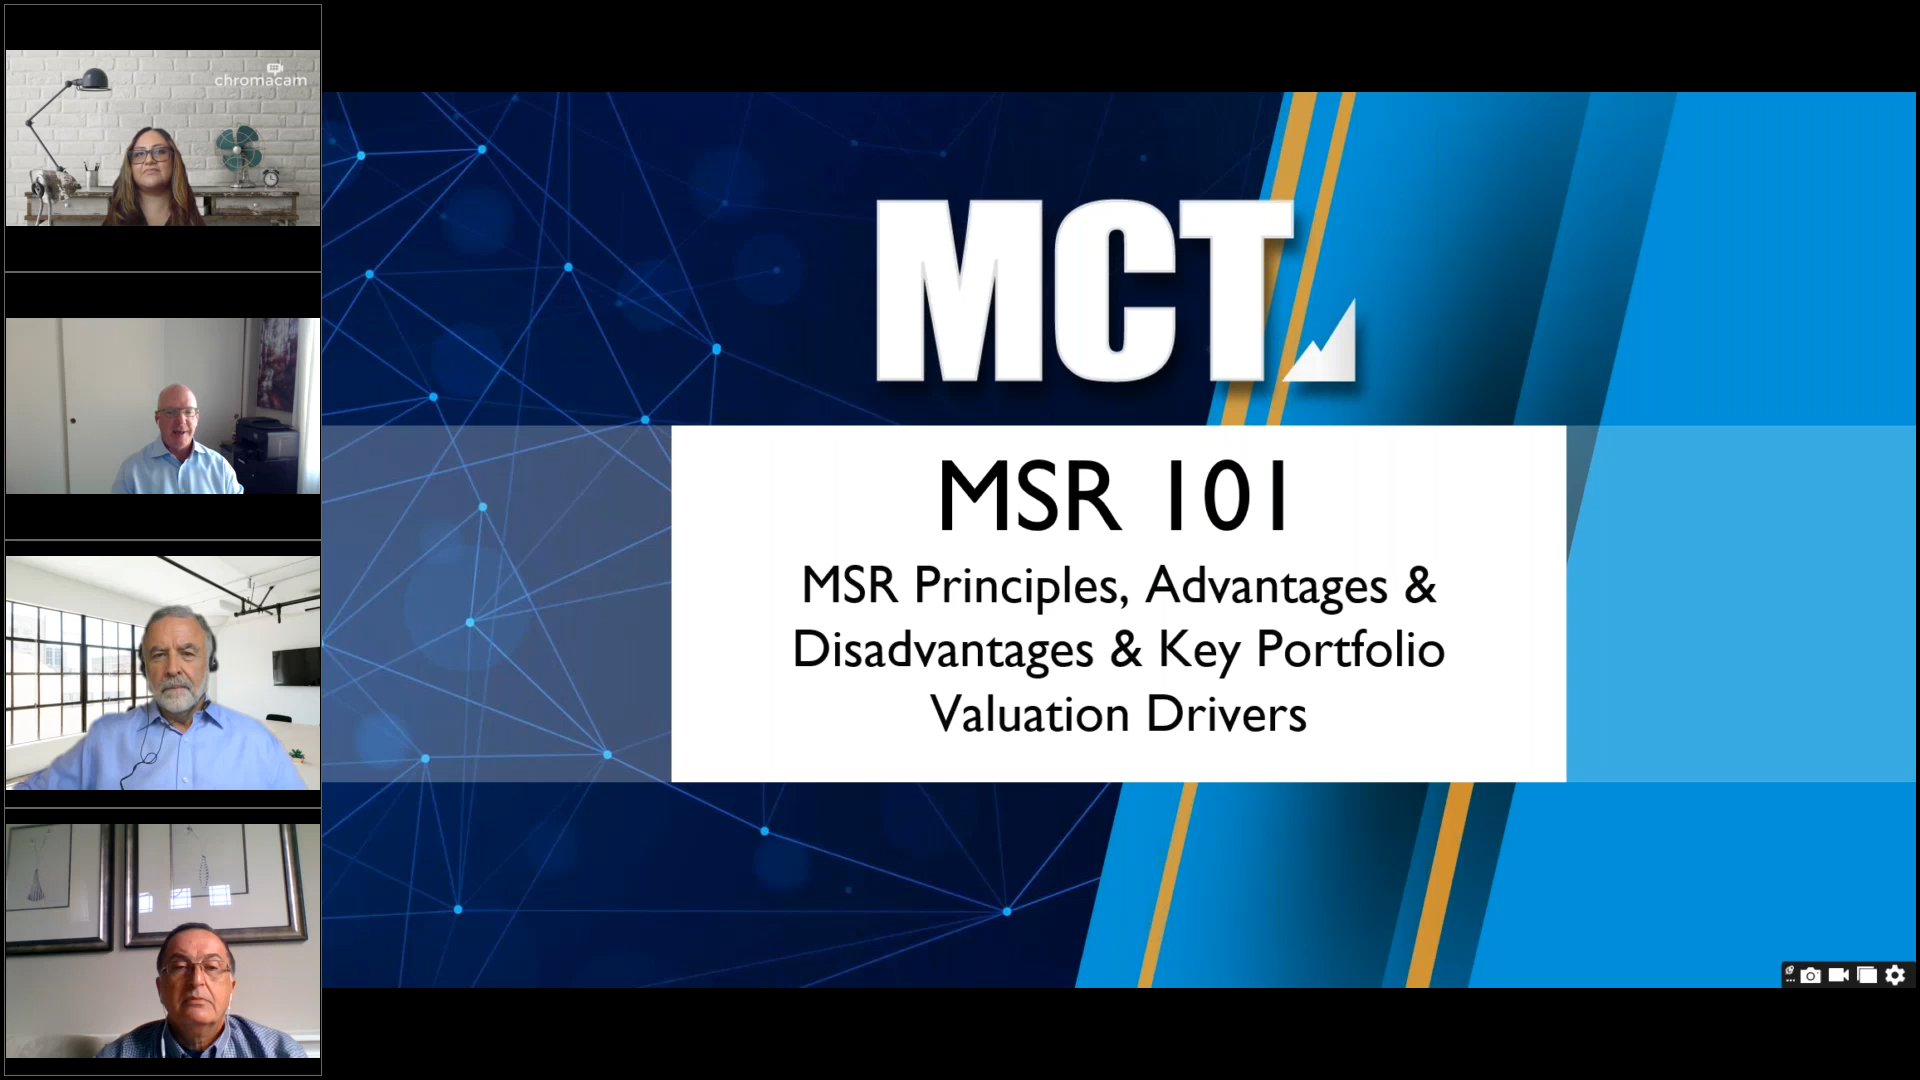 chromacam
MCT
MSR 101
MSR Principles, Advantages &
Disadvantages & Key Portfolio
Valuation Drivers